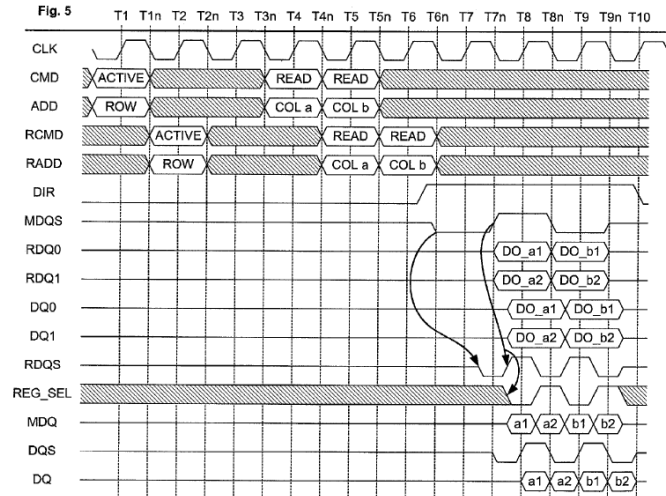 Fig. 5
T1 T1n T2 T2n T3 T3n T4 T4n T5 T5n T6 T6n T7 T7n T8 T8n T9 T9n T10
CLK
CMD ACTIVE READ READ
ADD ROW COL a COL b
RCMD ACTIVE READ READ
RADD ROW COL a COL b
DIR
MDQS
RDQ0 DO_a1 DO_b1
RDQ1 DO_a2 DO_b2
DQ0 DO_a1 DO_b1
DQ1 DO_a2 DO_b2
RDQS
REG_SEL
MDQ a1 a2 b1 b2
DQS
DQ a1 a2 b1 b2